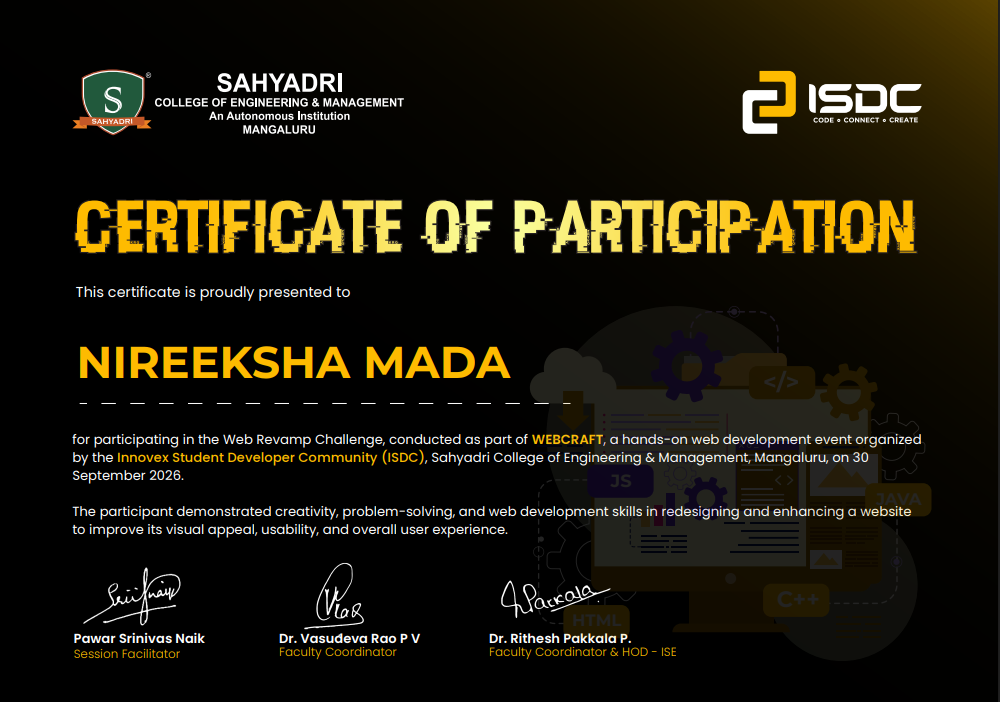 SAHYADRI
COLLEGE OF ENGINEERING & MANAGEMENT
An Autonomous Institution
MANGALURU
S
SAHYADRI
®
ISDC
CODE • CONNECT • CREATE
CERTIFICATE OF PARTICIPATION
This certificate is proudly presented to
NIREEKSHA MADA
for participating in the Web Revamp Challenge, conducted as part of WEBCRAFT, a hands-on web development event organized
by the Innovex Student Developer Community (ISDC), Sahyadri College of Engineering & Management, Mangaluru, on 30
September 2026.
The participant demonstrated creativity, problem-solving, and web development skills in redesigning and enhancing a website
to improve its visual appeal, usability, and overall user experience.
</>
JS
<>
JAVA
C++
HTML
Pawar Srinivas Naik
Session Facilitator
Dr. Vasudeva Rao P V
Faculty Coordinator
Dr. Rithesh Pakkala P.
Faculty Coordinator & HOD - ISE